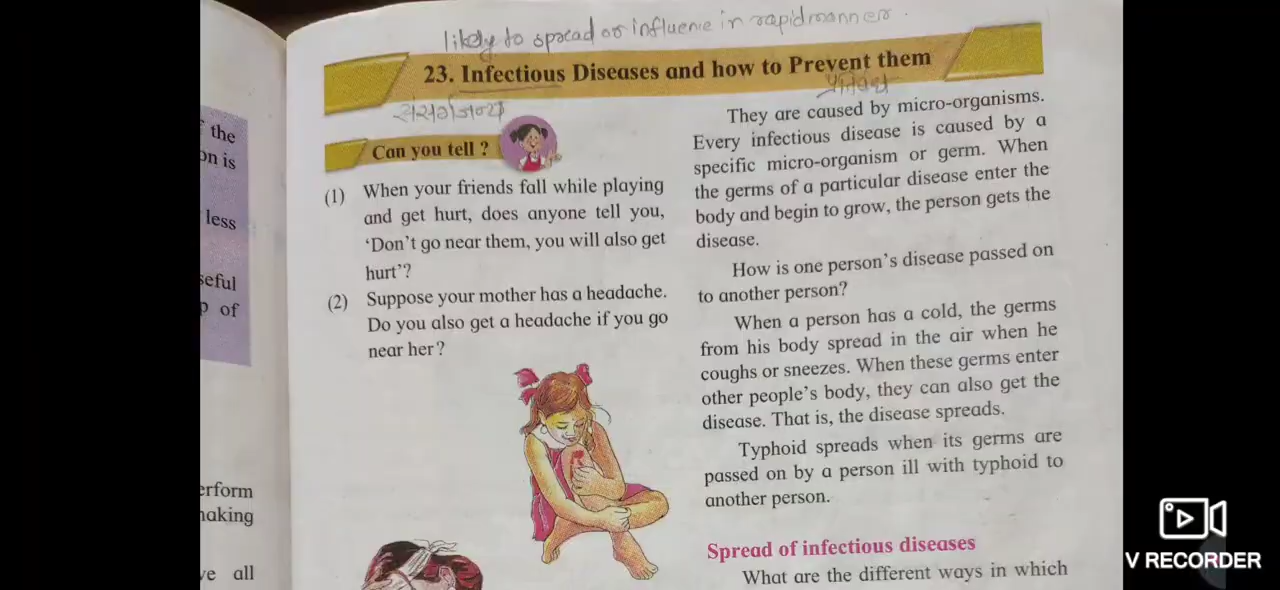 likely to spread or influence in rapid manner.
23. Infectious Diseases and how to Prevent them
संसर्गजन्य
Can you tell ?
(1) When your friends fall while playing
and get hurt, does anyone tell you,
‘Don’t go near them, you will also get
hurt’?
(2) Suppose your mother has a headache.
Do you also get a headache if you go
near her ?
They are caused by micro-organisms.
Every infectious disease is caused by a
specific micro-organism or germ. When
the germs of a particular disease enter the
body and begin to grow, the person gets the
disease.
How is one person’s disease passed on
to another person?
When a person has a cold, the germs
from his body spread in the air when he
coughs or sneezes. When these germs enter
other people’s body, they can also get the
disease. That is, the disease spreads.
Typhoid spreads when its germs are
passed on by a person ill with typhoid to
another person.
Spread of infectious diseases
What are the different ways in which
the
on is
less
seful
p of
erform
making
ve all
V RECORDER